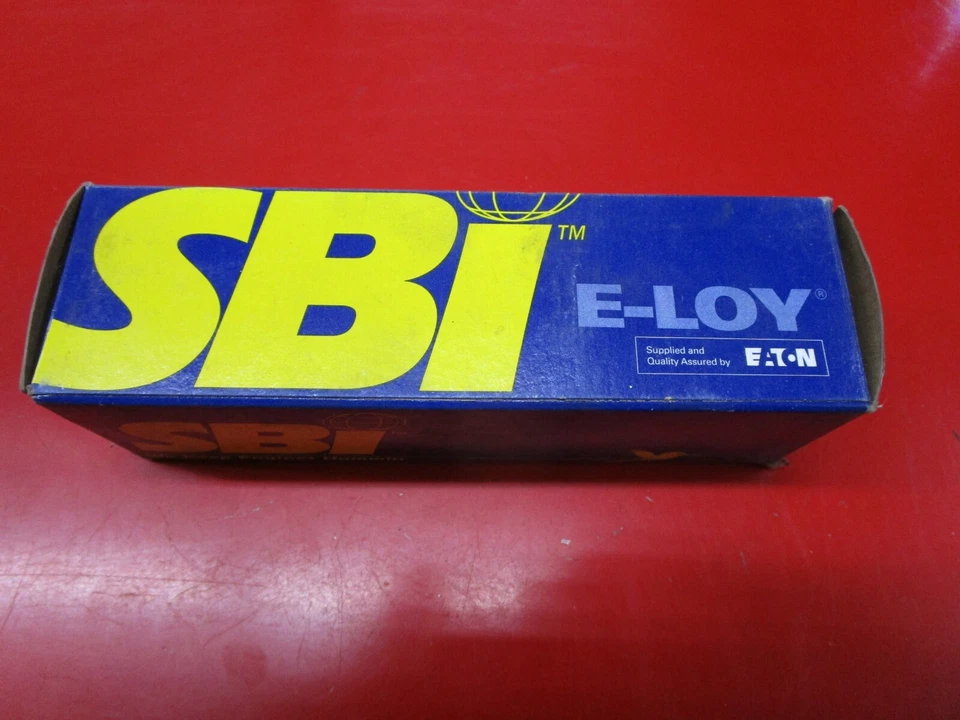 SBI™
E-LOY®
Supplied and
Quality Assured by
EATON
SBI